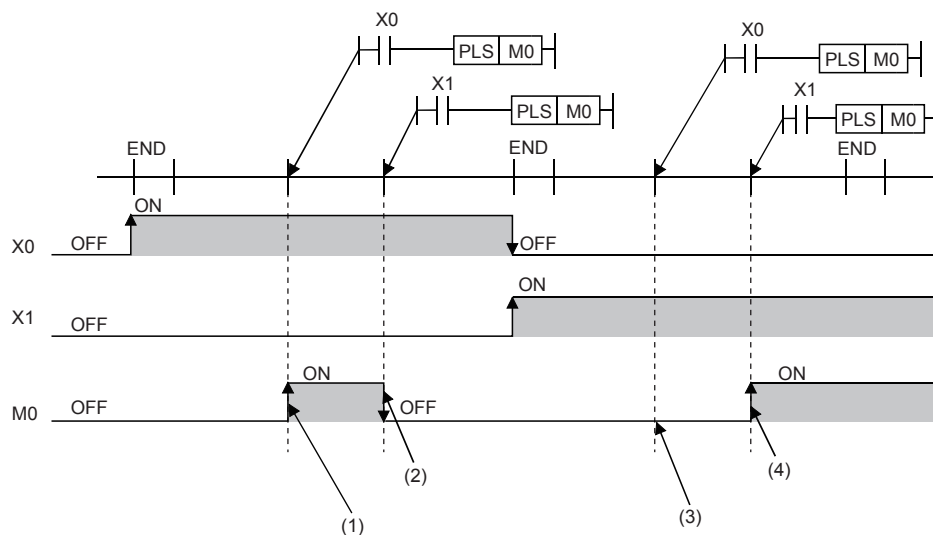 X0
PLS M0
X1
PLS M0
X0
PLS M0
X1
PLS M0
END
END
END
X0
OFF
ON
OFF
X1
OFF
ON
M0
OFF
ON
OFF
ON
(1)
(2)
(3)
(4)